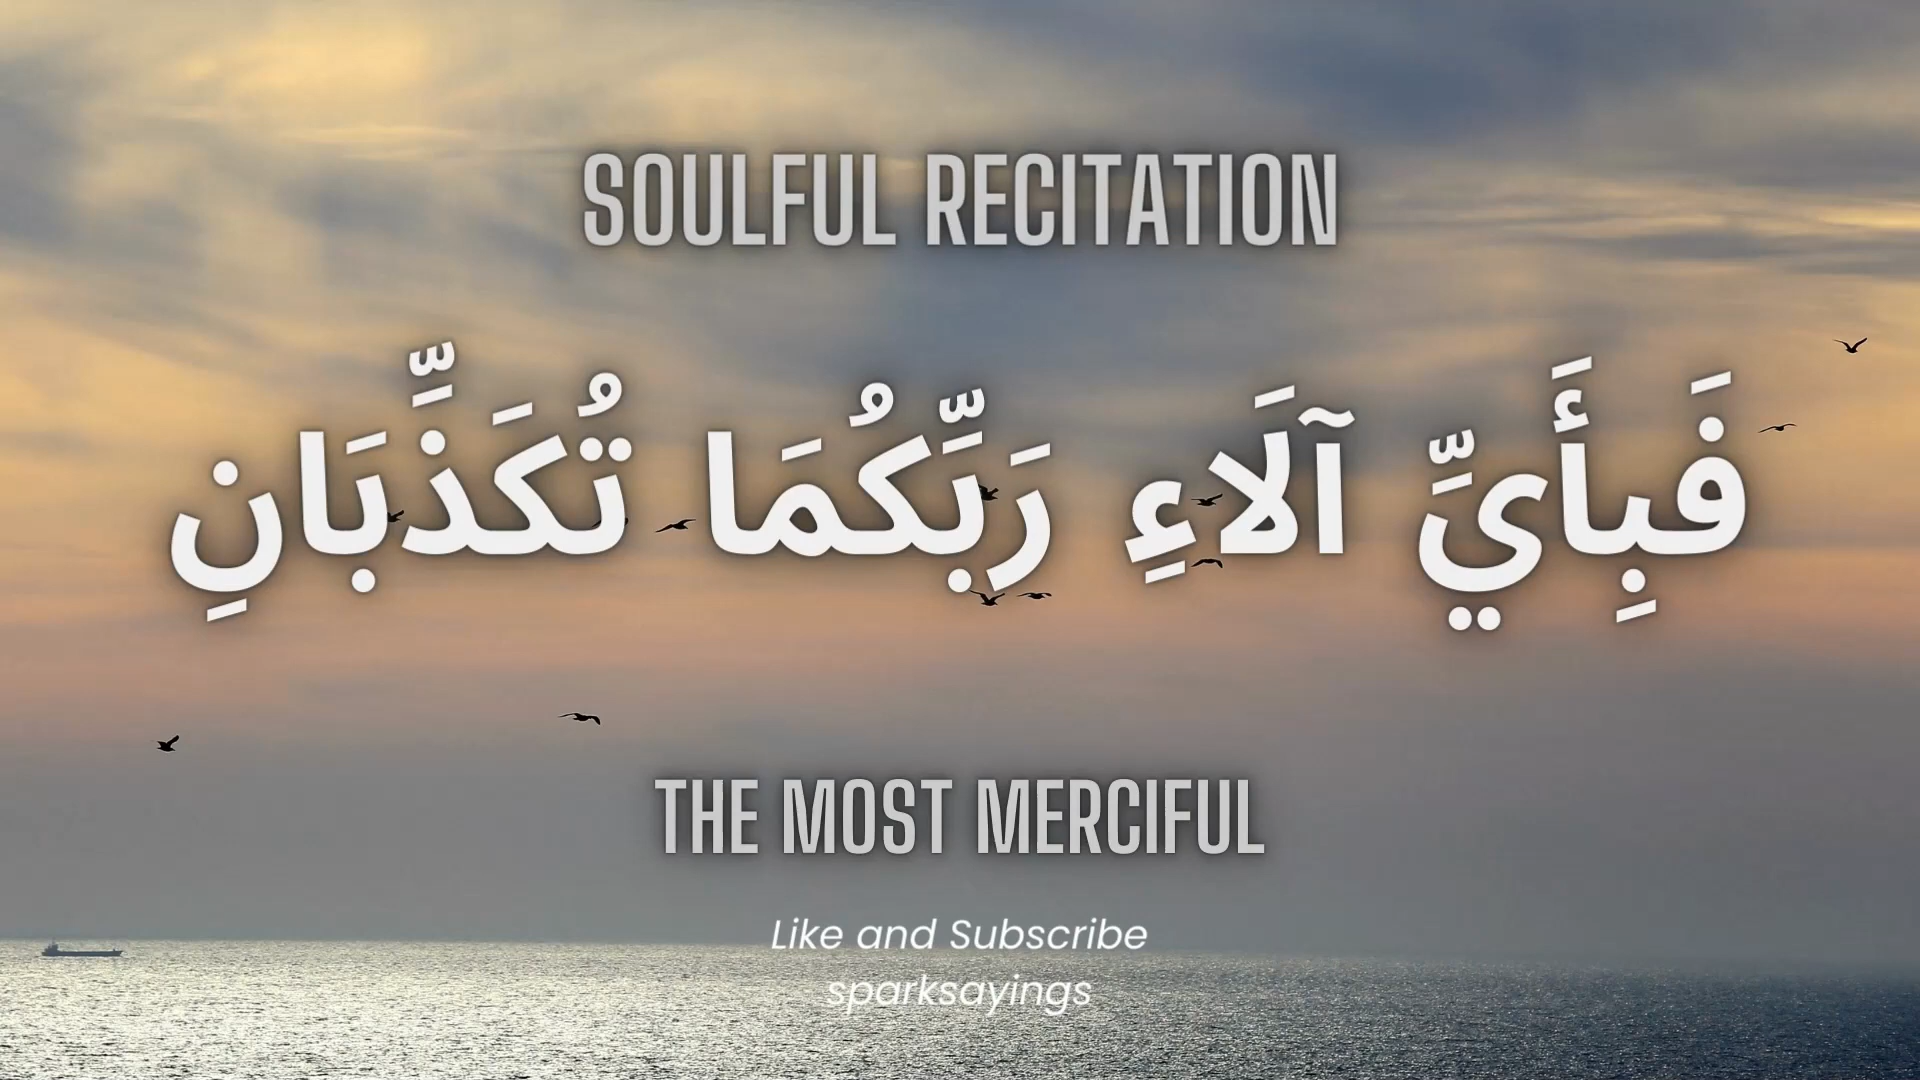 SOULFUL RECITATION
فَبِأَيِّ آلَاءِ رَبِّكُمَا تُكَذِّبَانِ
THE MOST MERCIFUL
Like and Subscribe
sparksayings